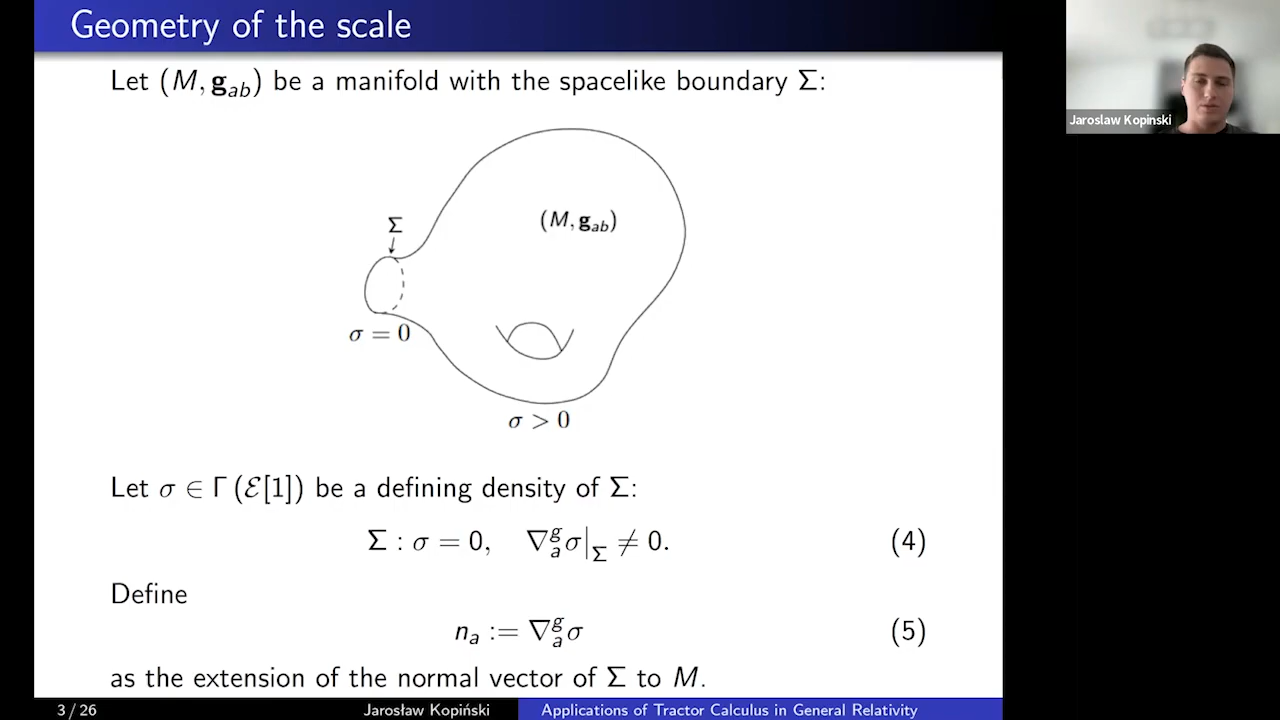 Geometry of the scale
Let (M, g_ab) be a manifold with the spacelike boundary Σ:
Σ
(M, g_ab)
σ = 0
σ > 0
Let σ ∈ Γ (ℰ[1]) be a defining density of Σ:
Σ : σ = 0, ∇^g_a σ|_Σ ≠ 0. (4)
Define
n_a := ∇^g_a σ (5)
as the extension of the normal vector of Σ to M.
3 / 26 Jarosław Kopiński Applications of Tractor Calculus in General Relativity
Jaroslaw Kopinski